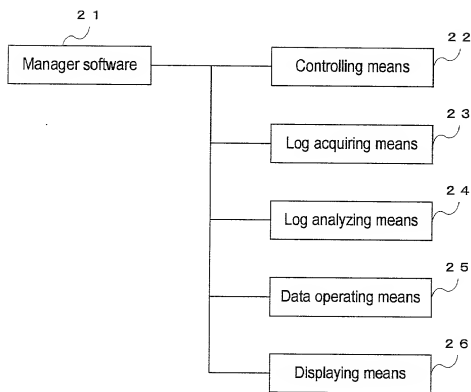 21
Manager software
22
Controlling means
23
Log acquiring means
24
Log analyzing means
25
Data operating means
26
Displaying means